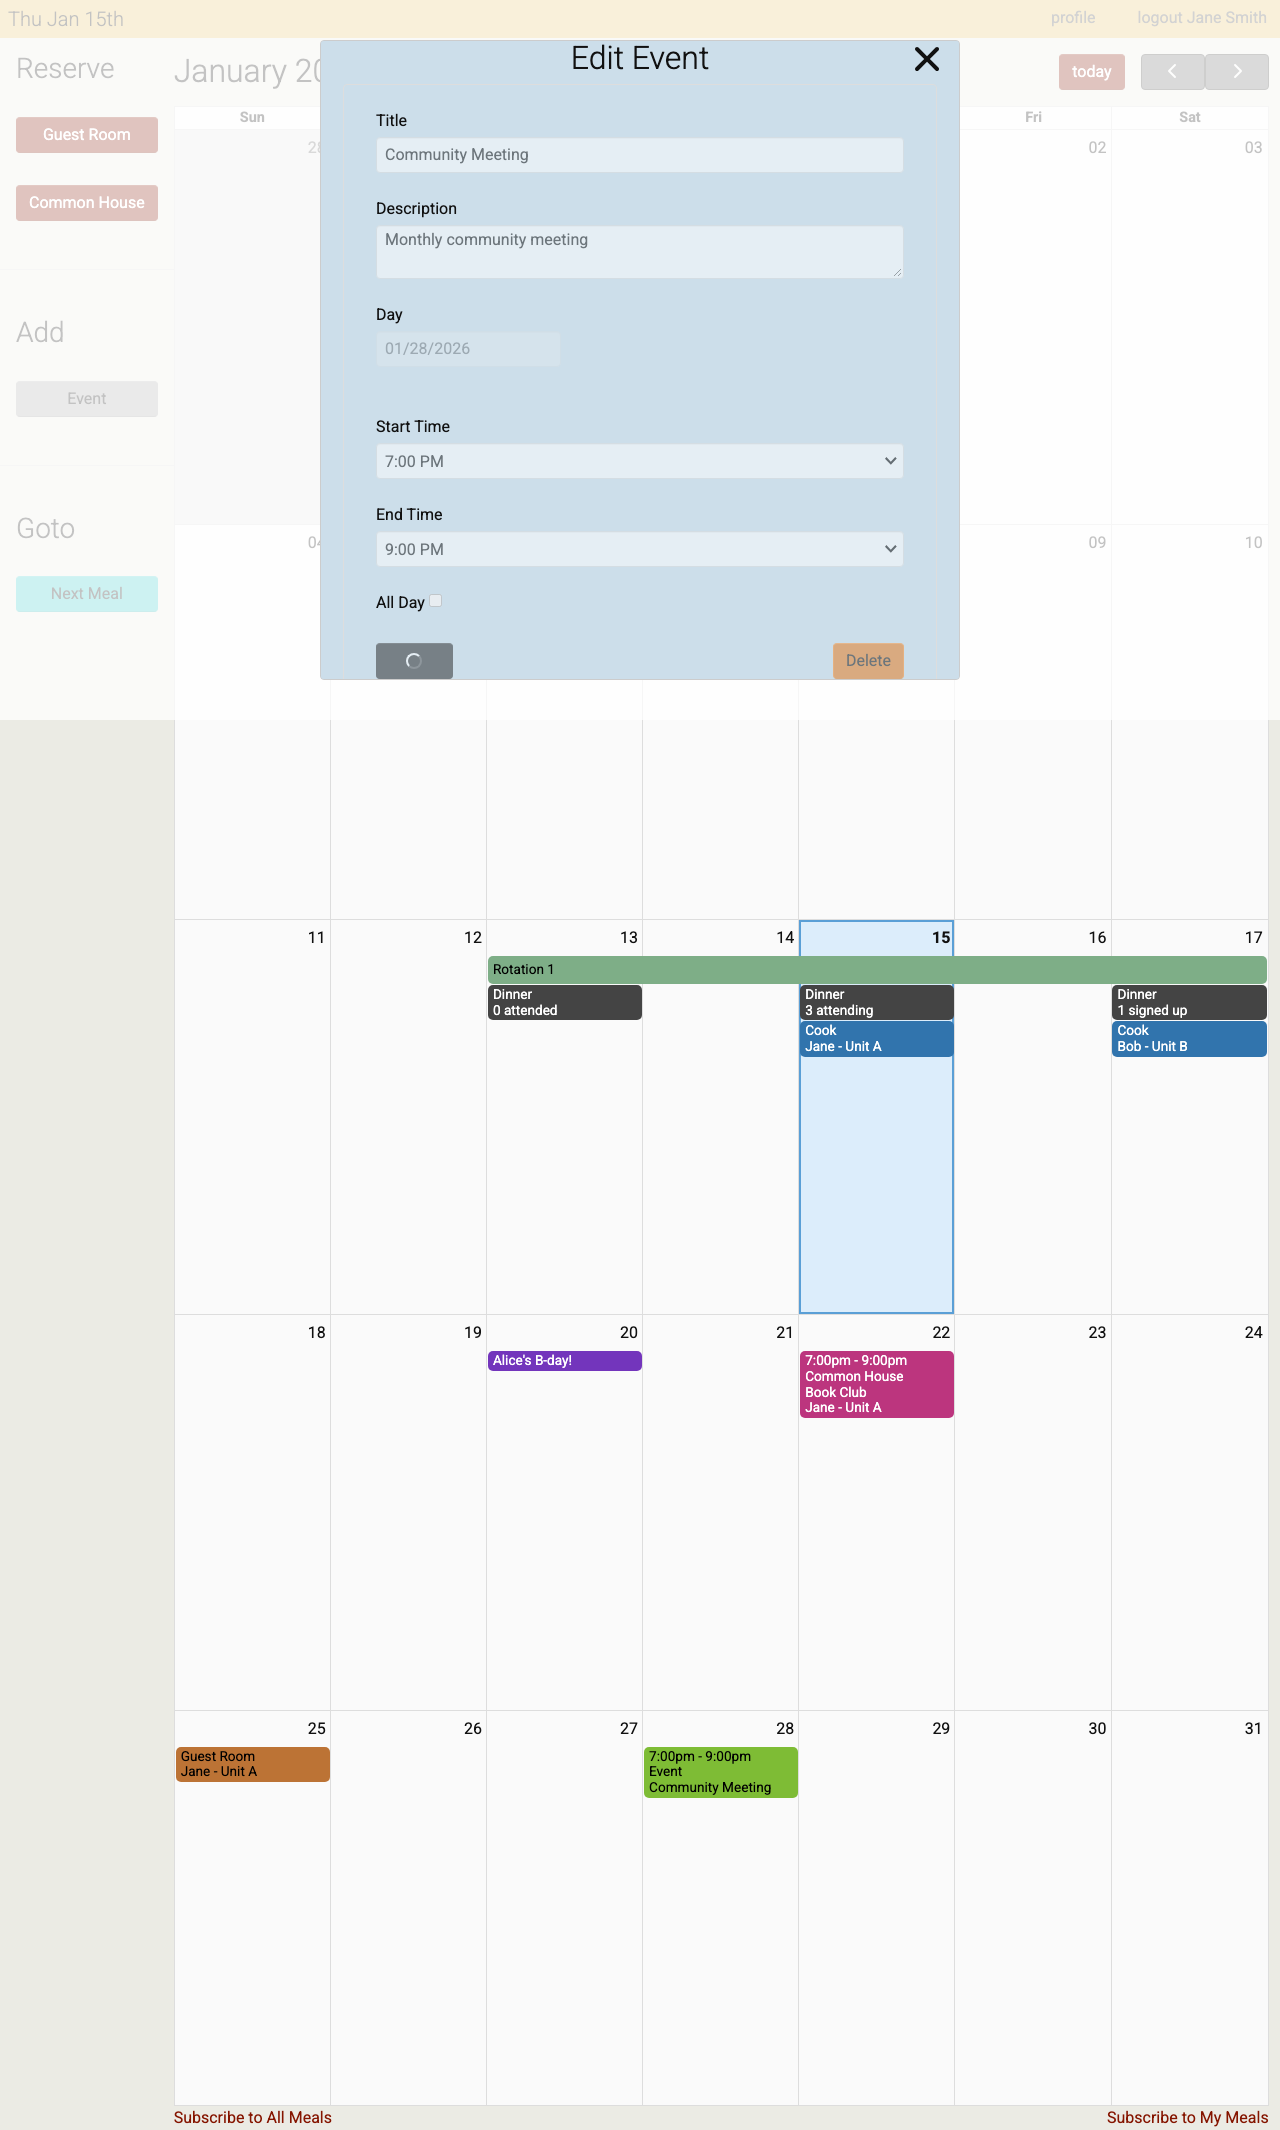 Thu Jan 15th
profile
logout Jane Smith
Reserve
Guest Room
Common House
Add
Event
Goto
Next Meal
January 20
today
Edit Event
Title
Community Meeting
Description
Monthly community meeting
Day
01/28/2026
Start Time
7:00 PM
End Time
9:00 PM
All Day
Delete
Sun
Fri
Sat
28
02
03
04
09
10
11
12
13
14
15
16
17
Rotation 1
Dinner
0 attended
Dinner
3 attending
Cook
Jane - Unit A
Dinner
1 signed up
Cook
Bob - Unit B
18
19
20
21
22
23
24
Alice's B-day!
7:00pm - 9:00pm
Common House
Book Club
Jane - Unit A
25
26
27
28
29
30
31
Guest Room
Jane - Unit A
7:00pm - 9:00pm
Event
Community Meeting
Subscribe to All Meals
Subscribe to My Meals